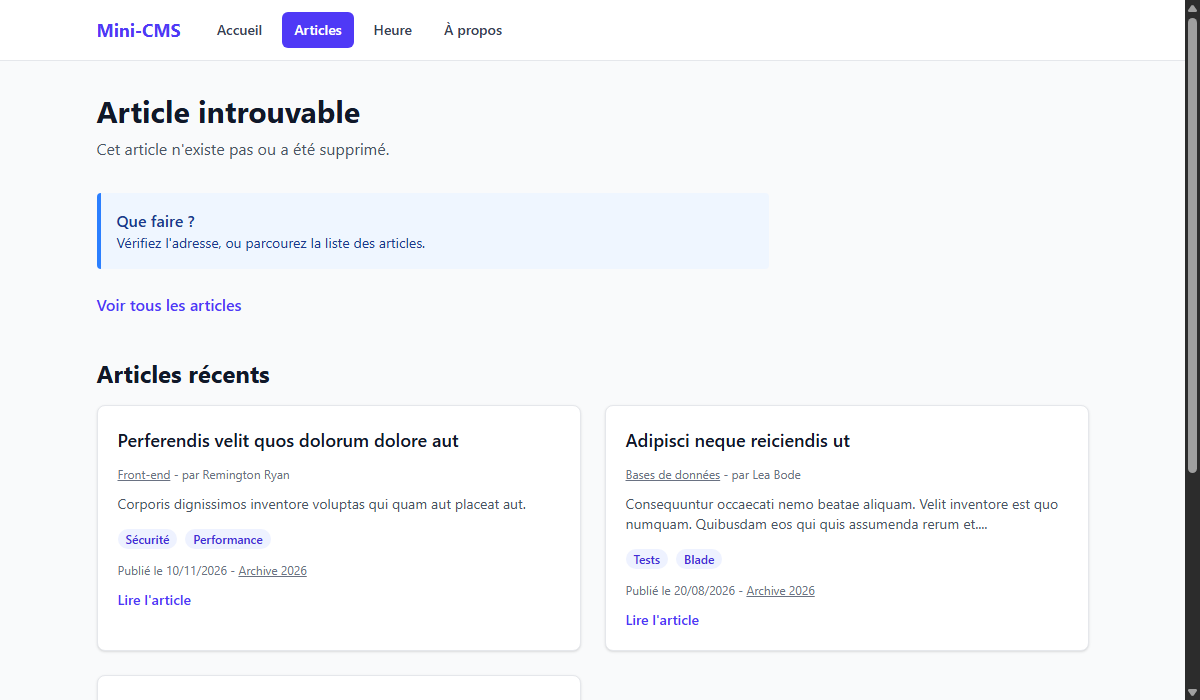 Mini-CMS Accueil Articles Heure À propos
Article introuvable
Cet article n'existe pas ou a été supprimé.
Que faire ?
Vérifiez l'adresse, ou parcourez la liste des articles.
Voir tous les articles
Articles récents
Perferendis velit quos dolorum dolore aut
Front-end - par Remington Ryan
Corporis dignissimos inventore voluptas qui quam aut placeat aut.
Sécurité Performance
Publié le 10/11/2026 - Archive 2026
Lire l'article
Adipisci neque reiciendis ut
Bases de données - par Lea Bode
Consequuntur occaecati nemo beatae aliquam. Velit inventore est quo
numquam. Quibusdam eos qui quis assumenda rerum et....
Tests Blade
Publié le 20/08/2026 - Archive 2026
Lire l'article